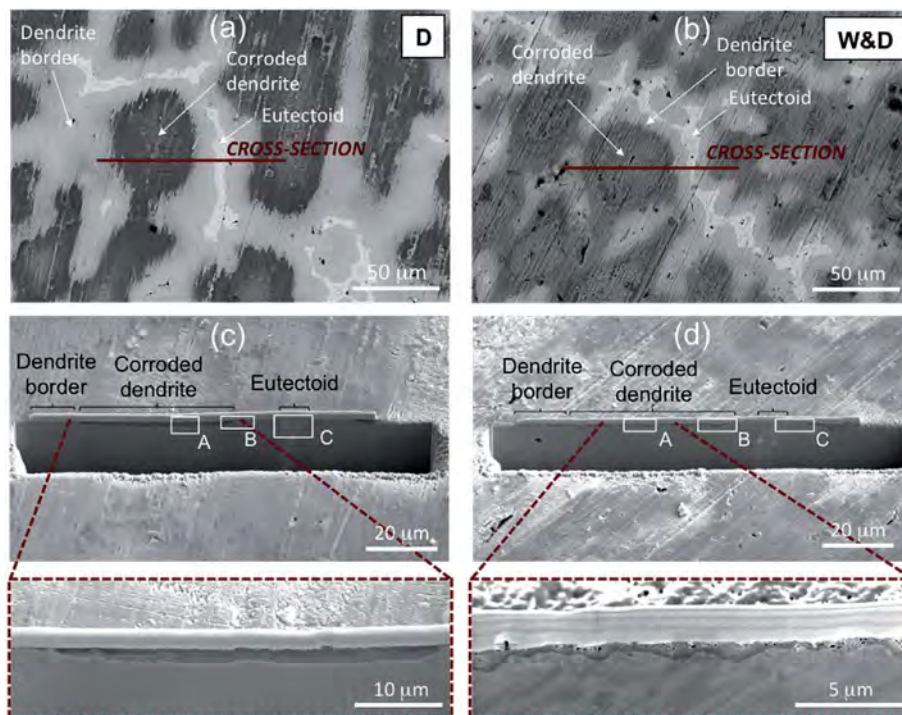 (a)
D
Dendrite
border
Corroded
dendrite
Eutectoid
CROSS-SECTION
50 μm
(b)
W&D
Corroded
dendrite
Dendrite
border
Eutectoid
CROSS-SECTION
50 μm
(c)
Dendrite
border
Corroded
dendrite
Eutectoid
A
B
C
20 μm
(d)
Dendrite
border
Corroded
dendrite
Eutectoid
A
B
C
20 μm
10 μm
5 μm